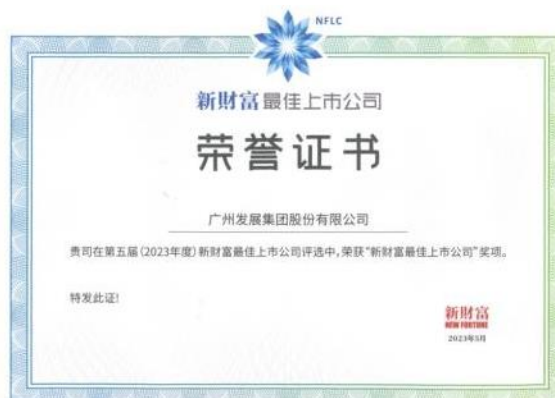 NFLC
新财富最佳上市公司
荣誉证书
广州发展集团股份有限公司
贵司在第五届(2023年度)新财富最佳上市公司评选中,荣获“新财富最佳上市公司”奖项。
特发此证!
新财富
NEW FORTUNE
2023年5月